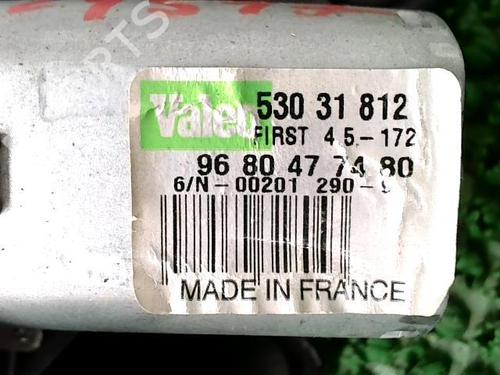 Valeo
530 31 812
FIRST 4.5-172
96 80 47 74 80
6/N-00201 290-9
MADE IN FRANCE